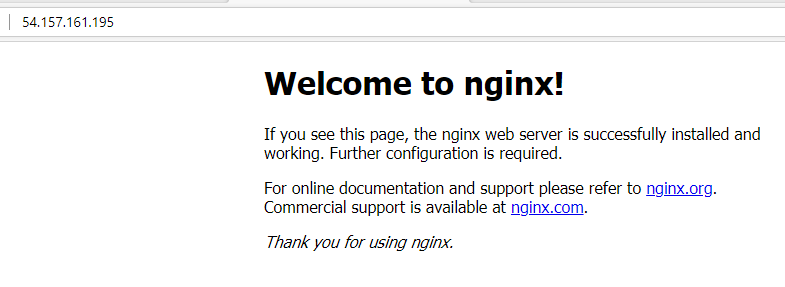 54.157.161.195
Welcome to nginx!
If you see this page, the nginx web server is successfully installed and
working. Further configuration is required.
For online documentation and support please refer to nginx.org.
Commercial support is available at nginx.com.
Thank you for using nginx.